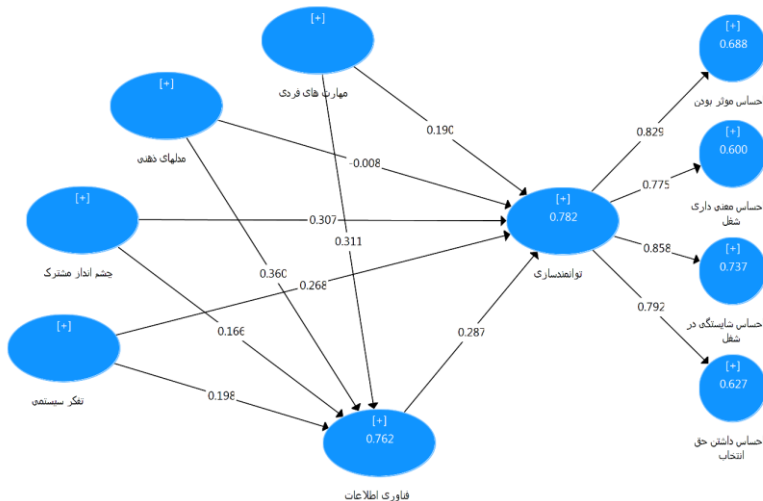 [+]
مهارت های فردی
[+]
مدلهای ذهنی
[+]
چشم انداز مشترک
[+]
تفکر سیستمی
[+]
0.762
فناوری اطلاعات
[+]
0.782
توانمندسازی
[+]
0.688
حساس موثر بودن
[+]
0.600
حساس معنی داری
شغل
[+]
0.737
حساس شایستگی در
شغل
[+]
0.627
حساس داشتن حق
انتخاب
0.190
-0.008
0.307
0.311
0.360
0.268
0.166
0.198
0.287
0.829
0.775
0.858
0.792